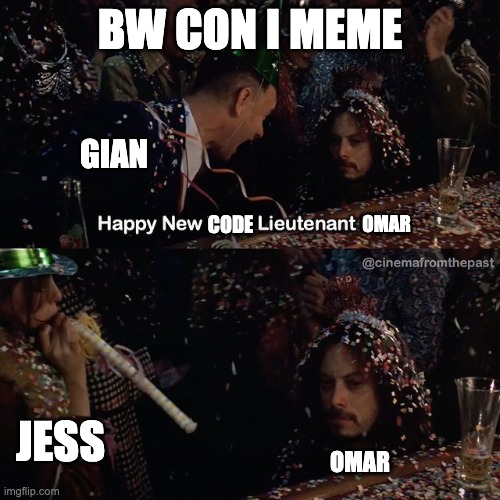 BW CON I MEME
GIAN
Happy New CODE Lieutenant OMAR
@cinemafromthepast
JESS
OMAR
imgflip.com